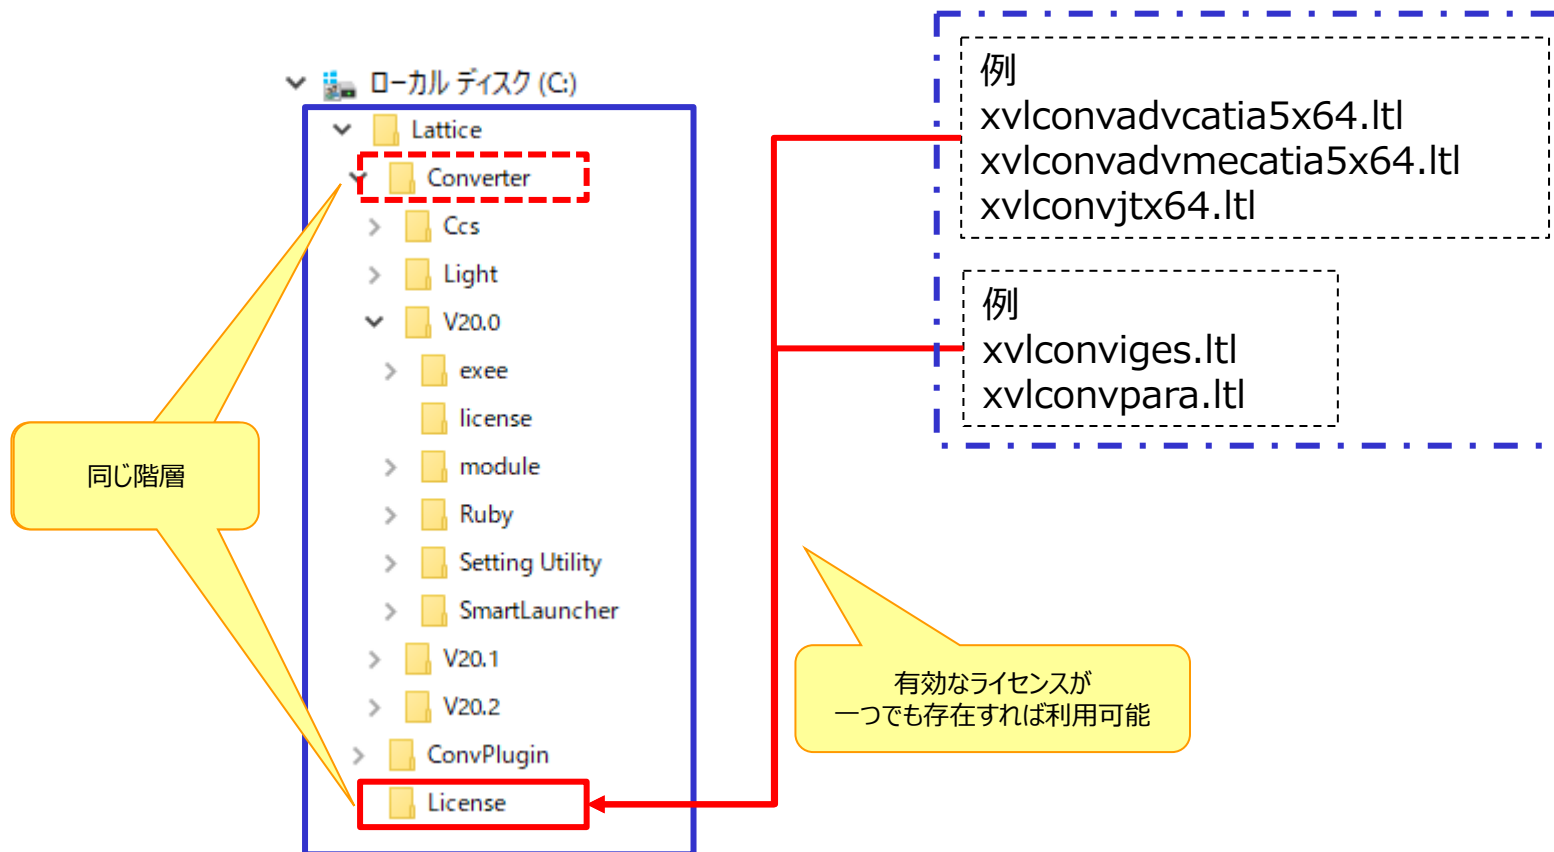 ローカル ディスク (C:)
Lattice
Converter
Ccs
Light
V20.0
exee
license
module
Ruby
Setting Utility
SmartLauncher
V20.1
V20.2
ConvPlugin
License
同じ階層
例
xvlconvadvcatia5x64.ltl
xvlconvadvmecatia5x64.ltl
xvlconvjtx64.ltl
例
xvlconviges.ltl
xvlconvpara.ltl
有効なライセンスが
一つでも存在すれば利用可能